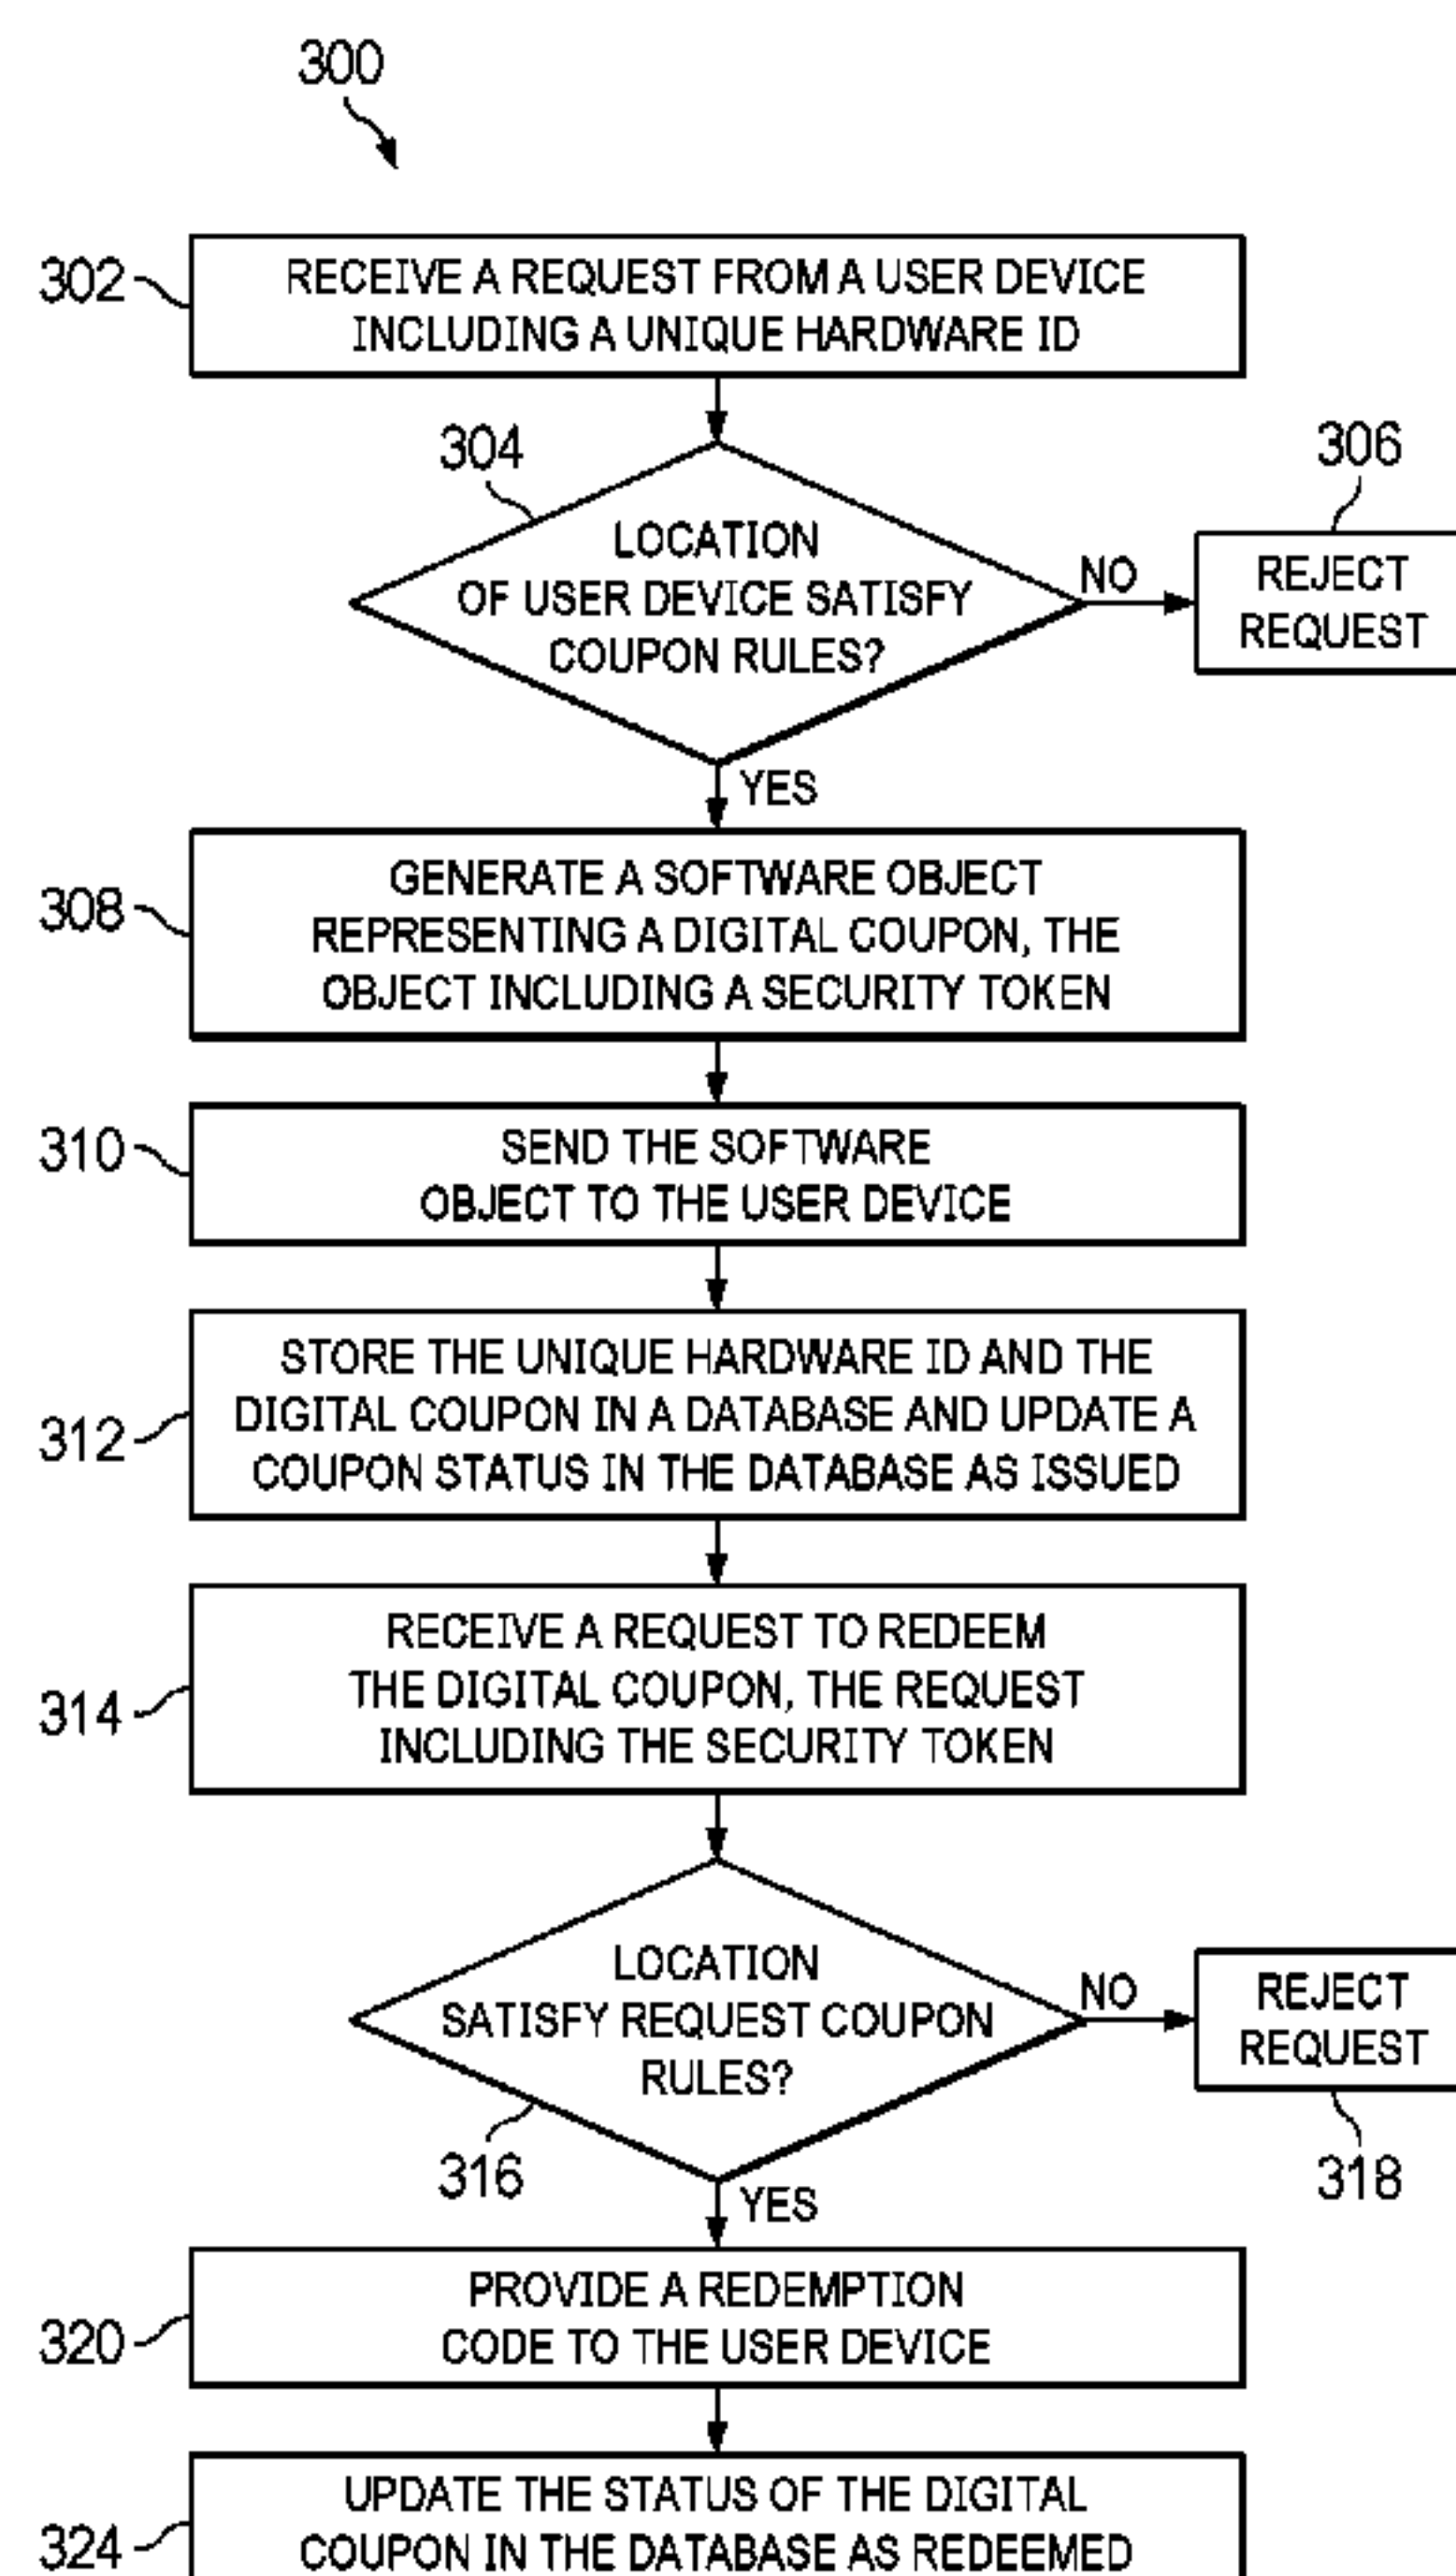 300
302
RECEIVE A REQUEST FROM A USER DEVICE
INCLUDING A UNIQUE HARDWARE ID
304
306
LOCATION
OF USER DEVICE SATISFY
COUPON RULES?
NO
REJECT
REQUEST
YES
308
GENERATE A SOFTWARE OBJECT
REPRESENTING A DIGITAL COUPON, THE
OBJECT INCLUDING A SECURITY TOKEN
310
SEND THE SOFTWARE
OBJECT TO THE USER DEVICE
312
STORE THE UNIQUE HARDWARE ID AND THE
DIGITAL COUPON IN A DATABASE AND UPDATE A
COUPON STATUS IN THE DATABASE AS ISSUED
314
RECEIVE A REQUEST TO REDEEM
THE DIGITAL COUPON, THE REQUEST
INCLUDING THE SECURITY TOKEN
LOCATION
SATISFY REQUEST COUPON
RULES?
NO
REJECT
REQUEST
316
318
YES
320
PROVIDE A REDEMPTION
CODE TO THE USER DEVICE
324
UPDATE THE STATUS OF THE DIGITAL
COUPON IN THE DATABASE AS REDEEMED